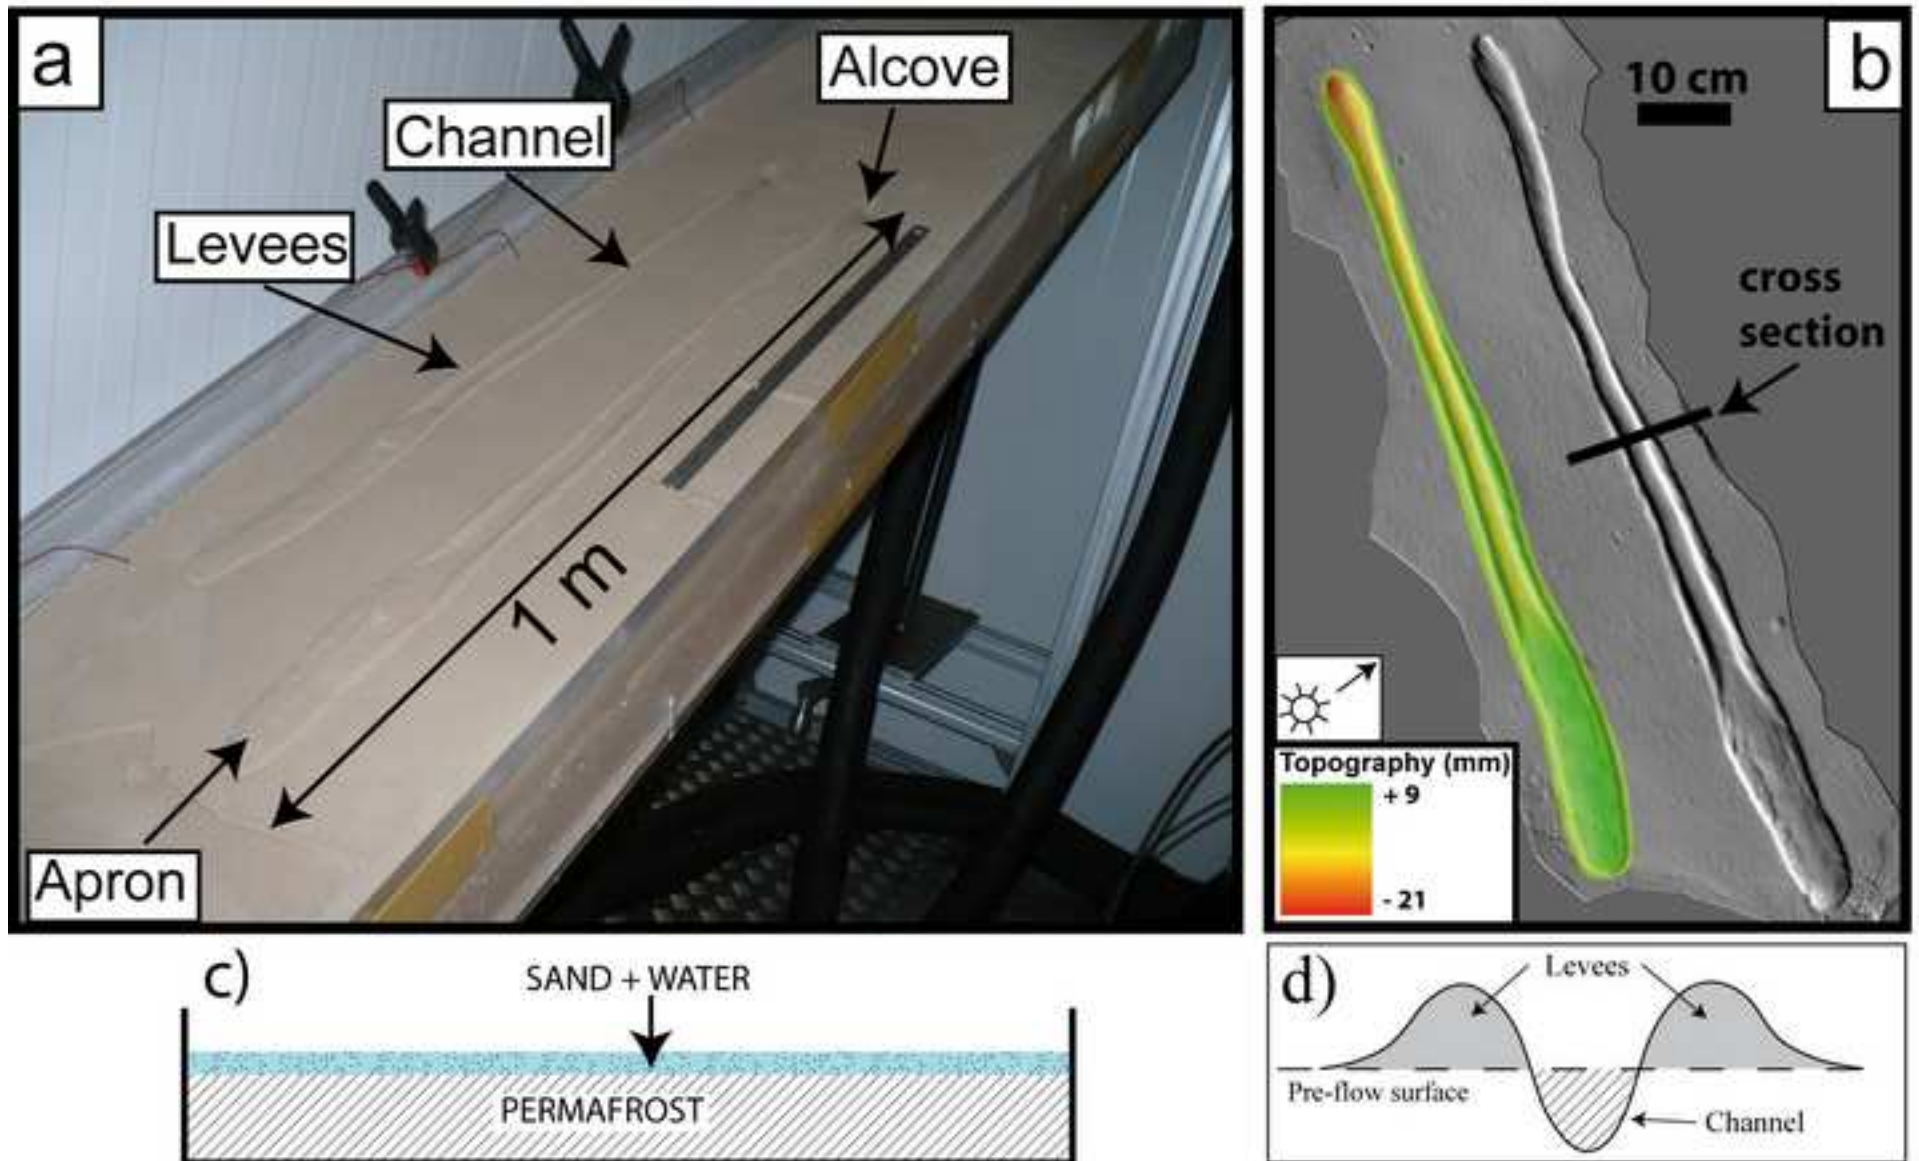 a
Alcove
Channel
Levees
1 m
Apron
b
10 cm
cross
section
Topography (mm)
+ 9
- 21
c)
SAND + WATER
PERMAFROST
d)
Levees
Pre-flow surface
Channel